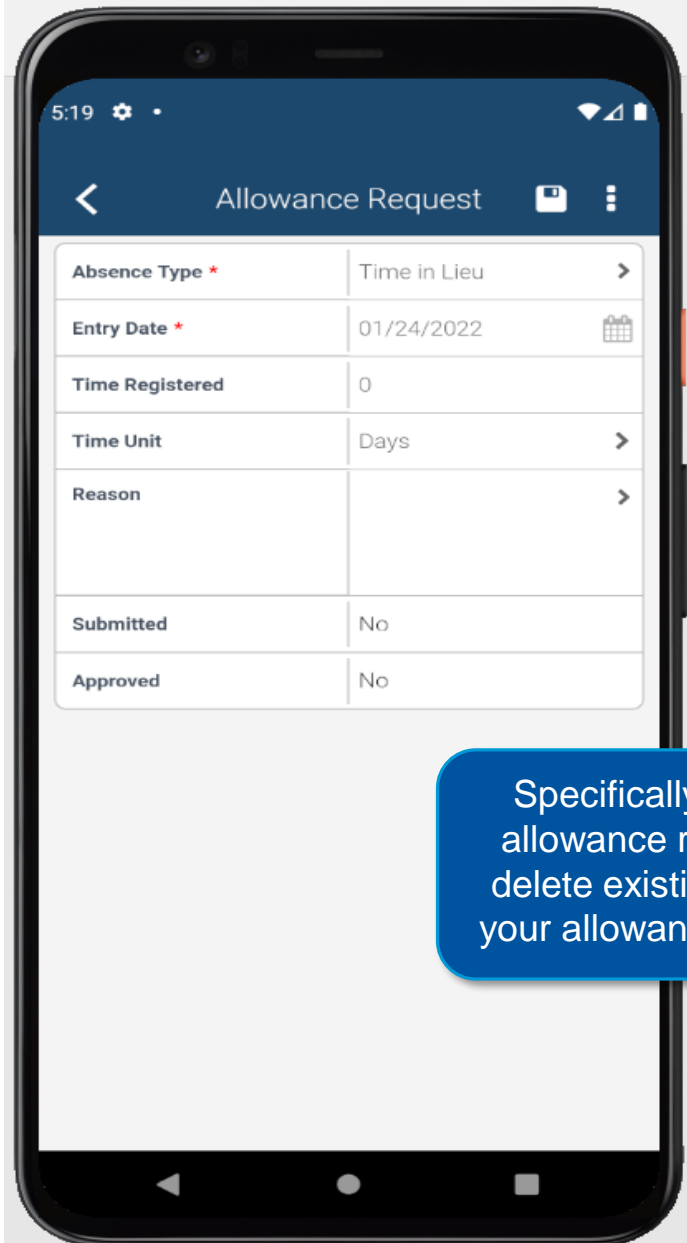 5:19
Allowance Request
Absence Type * Time in Lieu
Entry Date * 01/24/2022
Time Registered 0
Time Unit Days
Reason
Submitted No
Approved No
Specifically
allowance r
delete existi
your allowan